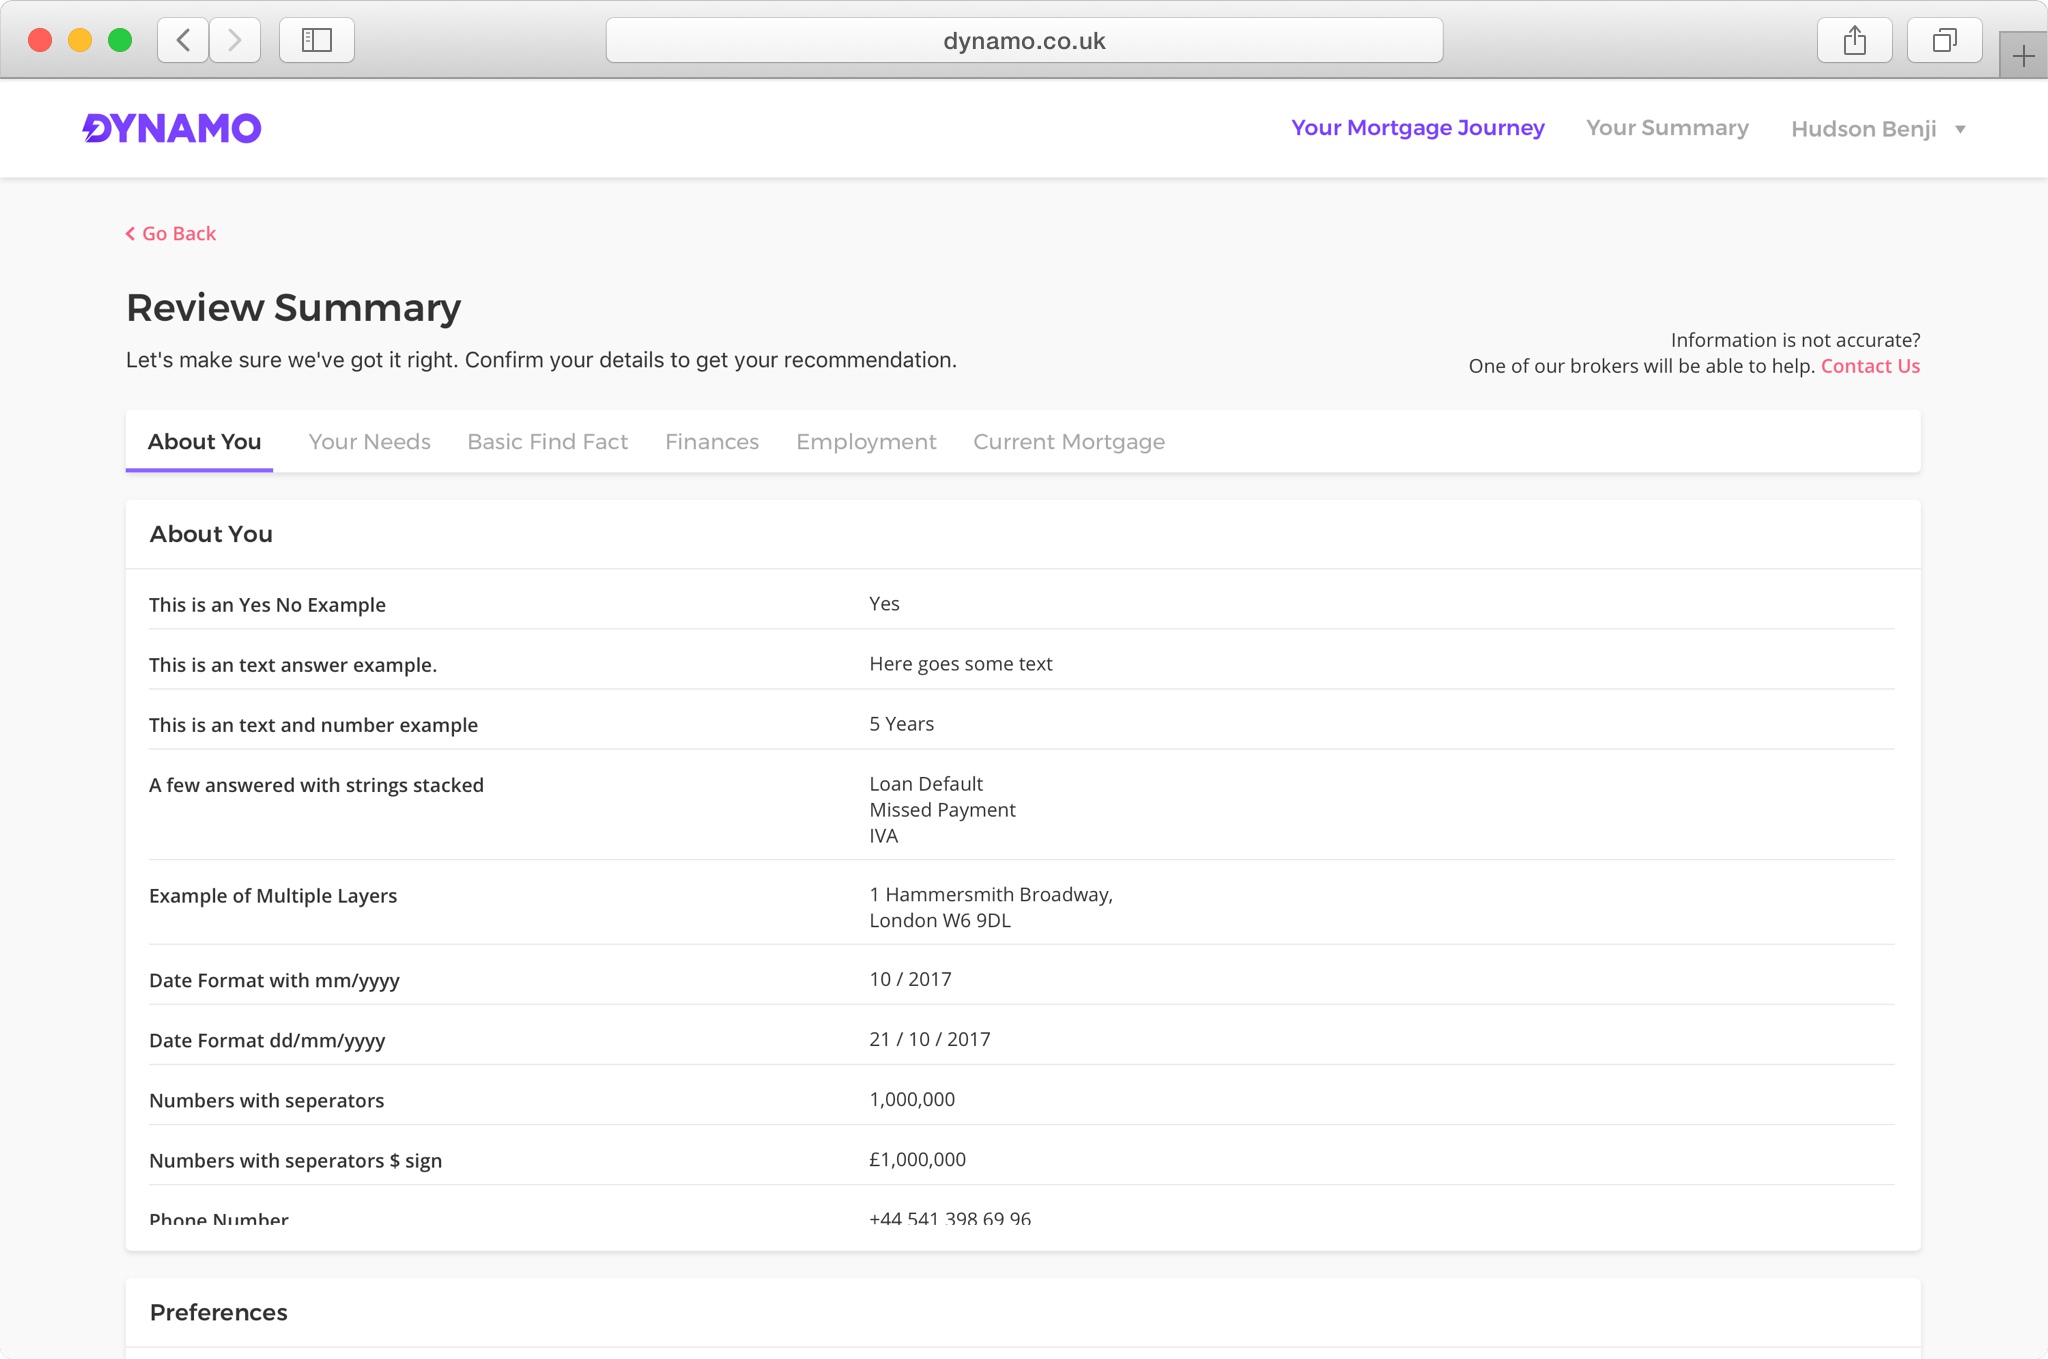 dynamo.co.uk
DYNAMO
Your Mortgage Journey
Your Summary
Hudson Benji
Go Back
Review Summary
Let's make sure we've got it right. Confirm your details to get your recommendation.
Information is not accurate?
One of our brokers will be able to help. Contact Us
About You
Your Needs
Basic Find Fact
Finances
Employment
Current Mortgage
About You
This is an Yes No Example
Yes
This is an text answer example.
Here goes some text
This is an text and number example
5 Years
A few answered with strings stacked
Loan Default
Missed Payment
IVA
Example of Multiple Layers
1 Hammersmith Broadway,
London W6 9DL
Date Format with mm/yyyy
10 / 2017
Date Format dd/mm/yyyy
21 / 10 / 2017
Numbers with seperators
1,000,000
Numbers with seperators $ sign
£1,000,000
Phone Number
+44 541 398 69 96
Preferences